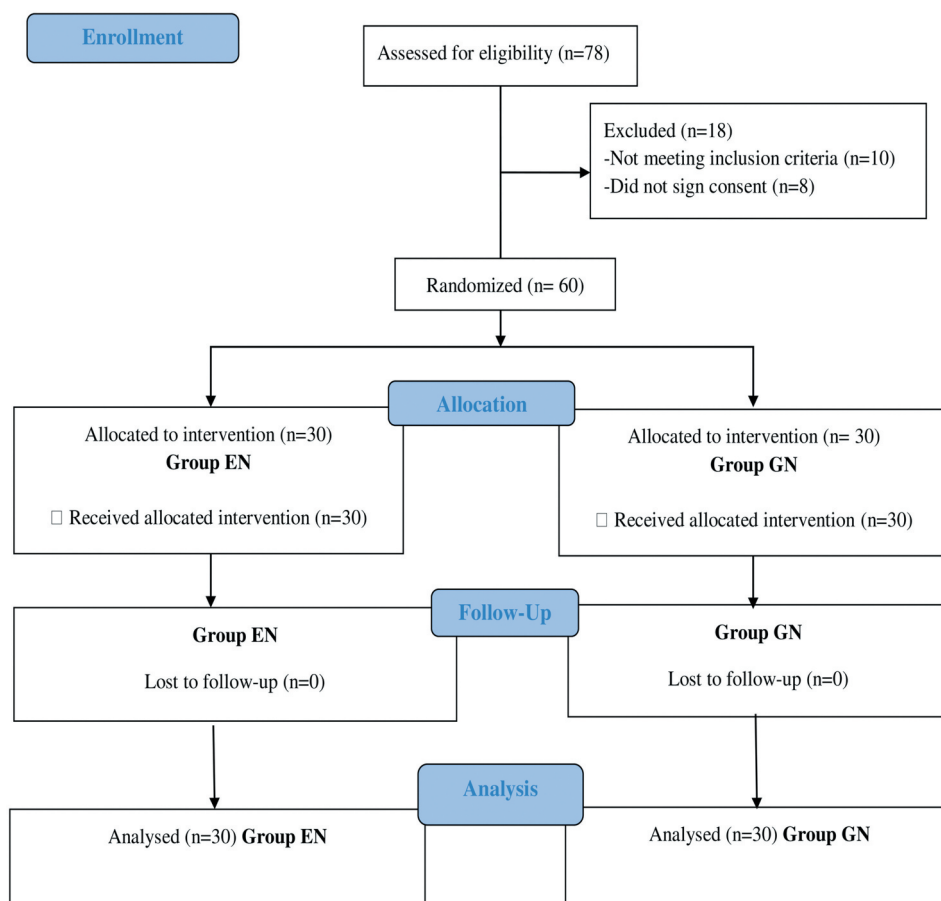 Enrollment
Assessed for eligibility (n=78)
Excluded (n=18)
-Not meeting inclusion criteria (n=10)
-Did not sign consent (n=8)
Randomized (n= 60)
Allocation
Allocated to intervention (n=30)
Group EN
□ Received allocated intervention (n=30)
Allocated to intervention (n= 30)
Group GN
□ Received allocated intervention (n=30)
Follow-Up
Group EN
Lost to follow-up (n=0)
Group GN
Lost to follow-up (n=0)
Analysis
Analysed (n=30) Group EN
Analysed (n=30) Group GN